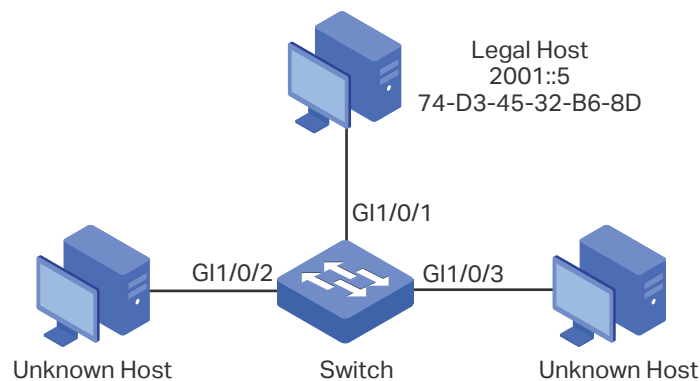 Legal Host
2001::5
74-D3-45-32-B6-8D
GI1/0/1
GI1/0/2
GI1/0/3
Unknown Host
Switch
Unknown Host